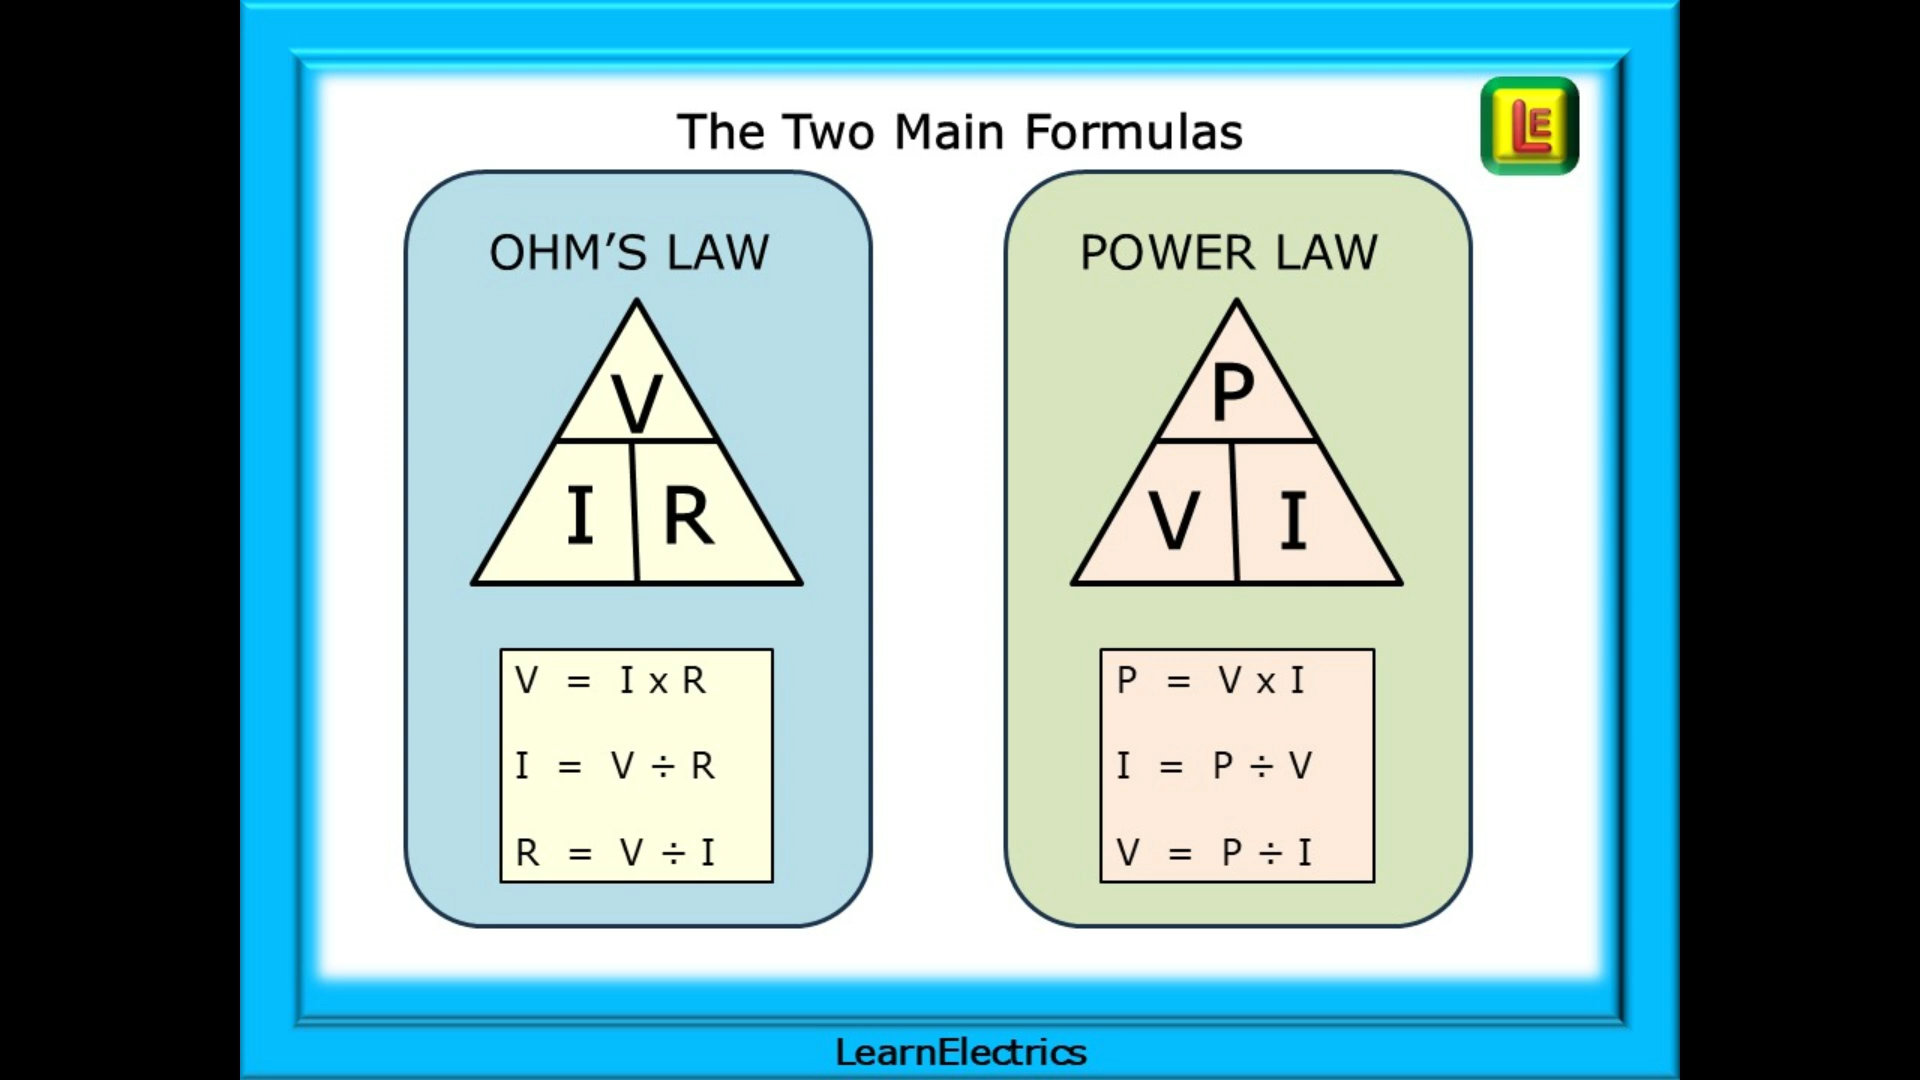 The Two Main Formulas
LE
OHM’S LAW
V
I R
V = I x R
I = V ÷ R
R = V ÷ I
POWER LAW
P
V I
P = V x I
I = P ÷ V
V = P ÷ I
LearnElectrics